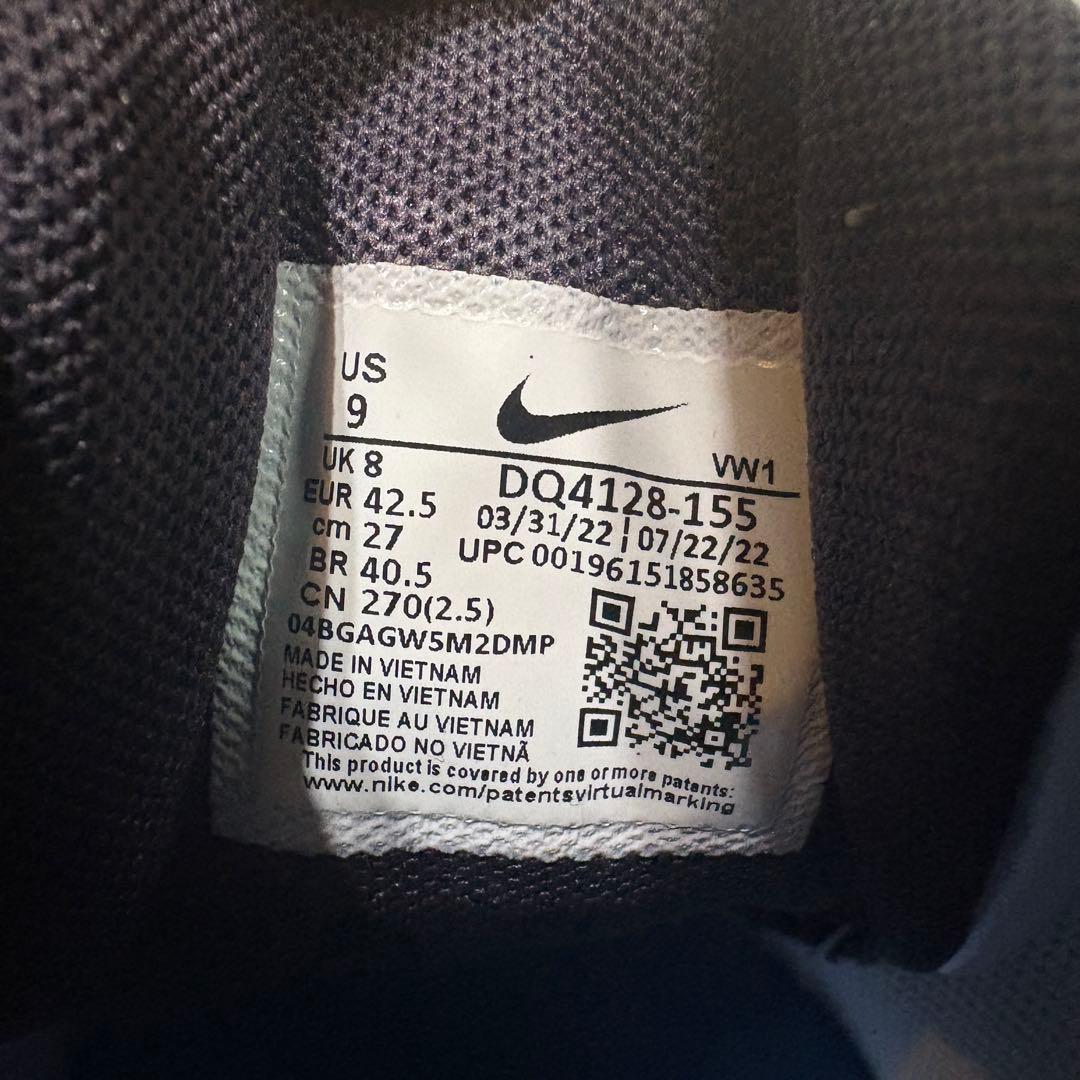 US
9
VW1
UK 8
EUR 42.5
cm 27
BR 40.5
CN 270(2.5)
DQ4128-155
03/31/22 | 07/22/22
UPC 00196151858635
04BGAGW5M2DMP
MADE IN VIETNAM
HECHO EN VIETNAM
FABRIQUE AU VIETNAM
FABRICADO NO VIETNÃ
This product is covered by one or more patents:
www.nike.com/patentsvirtualmarking